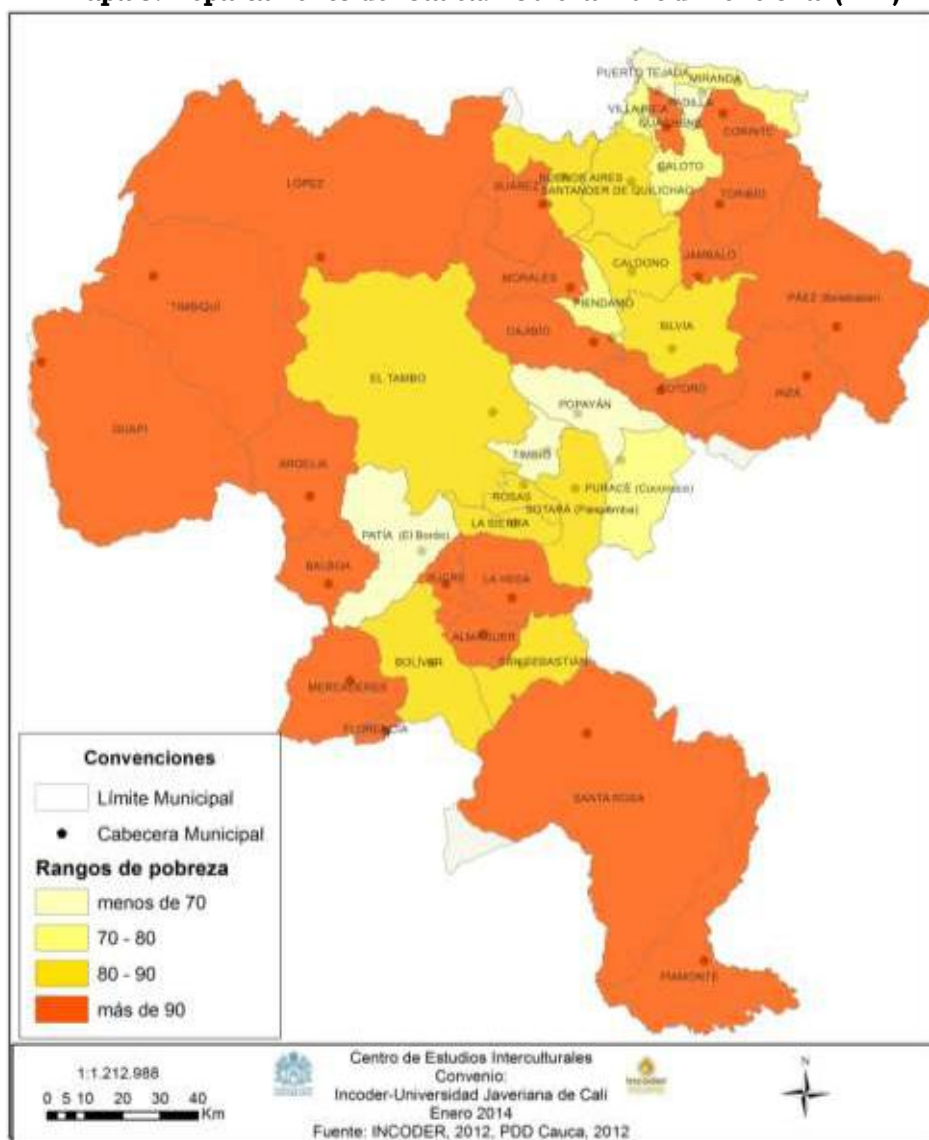 PUERTO TEJADA
MIRANDA
PADILLA
VILLA RICA
GUACHENÉ
CORINTO
CALOTO
LOPEZ
SUÁREZ
BUENOS AIRES
SANTANDER DE QUILICHAO
TORIBÍO
CALDONO
JAMBALÓ
MORALES
PÁEZ (Belalcázar)
TIMBIQUÍ
PIENDAMÓ
CAJIBÍO
SILVIA
EL TAMBO
TOTORÓ
INZÁ
POPAYÁN
GUAPI
TIMBÍO
ARGELIA
PURACÉ (Coconuco)
ROSAS
SOTARÁ (Paispamba)
LA SIERRA
PATÍA (El Bordo)
BALBOA
SUCRE
LA VEGA
ALMAGUER
BOLÍVAR
SAN SEBASTIÁN
MERCADERES
FLORENCIA
SANTA ROSA
PIAMONTE
Convenciones
Límite Municipal
Cabecera Municipal
Rangos de pobreza
menos de 70
70 - 80
80 - 90
más de 90
1:1.212.988
0 5 10 20 30 40
Km
Centro de Estudios Interculturales
Convenio:
Incoder-Universidad Javeriana de Cali
Enero 2014
Fuente: INCODER, 2012, PDD Cauca, 2012
Incoder
N